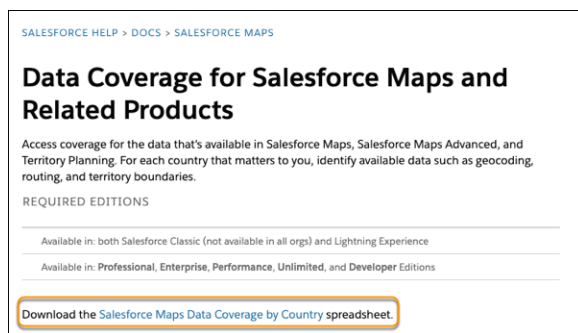 SALESFORCE HELP > DOCS > SALESFORCE MAPS
Data Coverage for Salesforce Maps and
Related Products
Access coverage for the data that's available in Salesforce Maps, Salesforce Maps Advanced, and
Territory Planning. For each country that matters to you, identify available data such as geocoding,
routing, and territory boundaries.
REQUIRED EDITIONS
Available in: both Salesforce Classic (not available in all orgs) and Lightning Experience
Available in: Professional, Enterprise, Performance, Unlimited, and Developer Editions
Download the Salesforce Maps Data Coverage by Country spreadsheet.